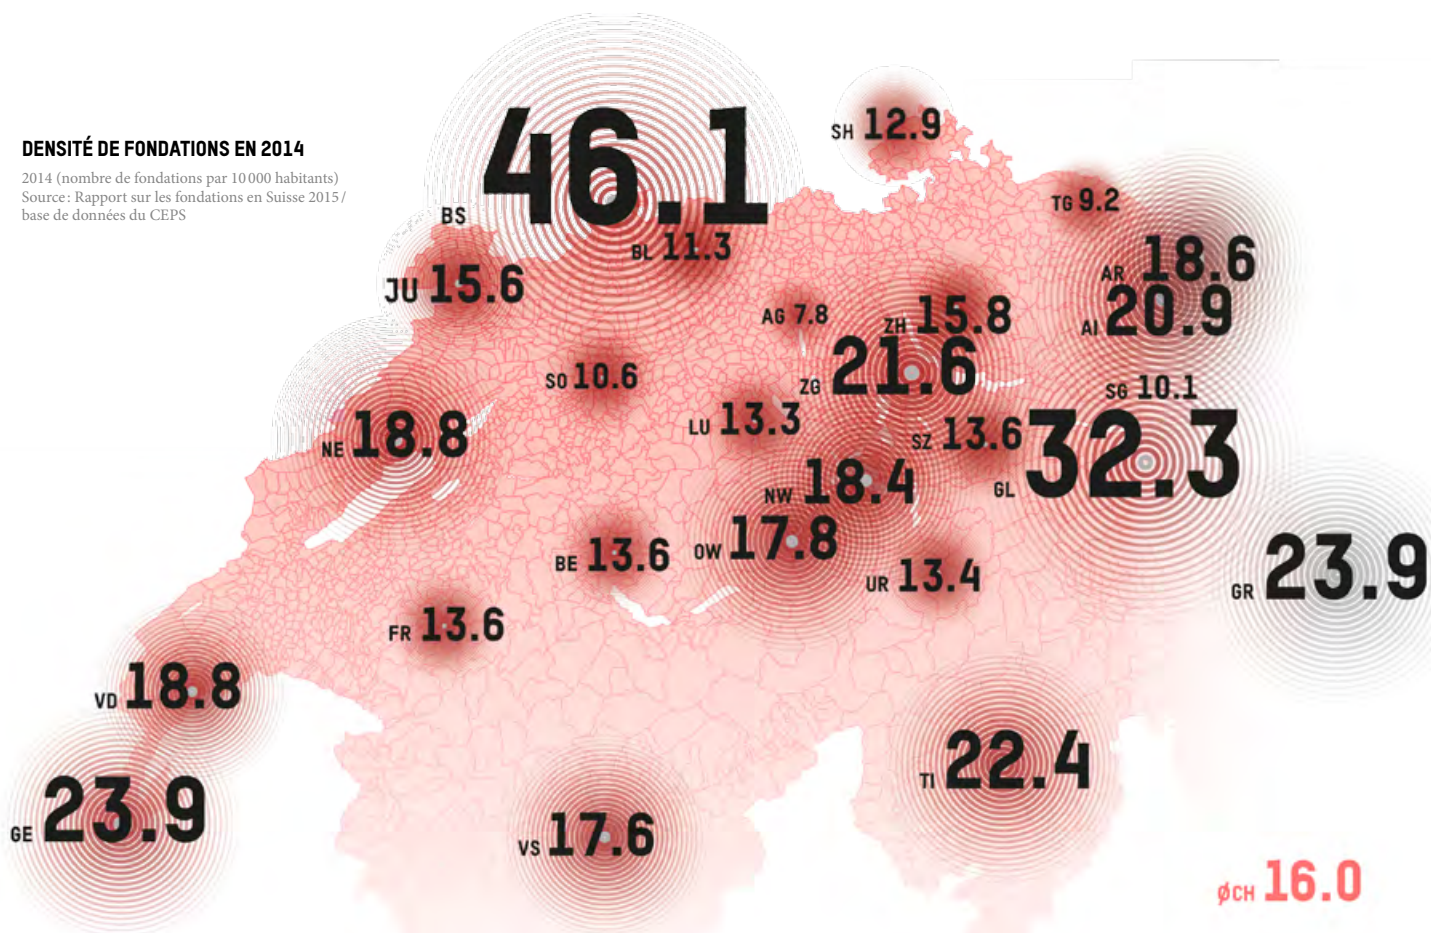 DENSITÉ DE FONDATIONS EN 2014
2014 (nombre de fondations par 10 000 habitants)
Source: Rapport sur les fondations en Suisse 2015/
base de données du CEPS
BS 46.1
SH 12.9
TG 9.2
BL 11.3
JU 15.6
AR 18.6
AG 7.8
ZH 15.8
AI 20.9
SO 10.6
ZG 21.6
SG 10.1
LU 13.3
NE 18.8
SZ 13.6
GL 32.3
NW 18.4
OW 17.8
BE 13.6
UR 13.4
GR 23.9
FR 13.6
VD 18.8
TI 22.4
GE 23.9
VS 17.6
øCH 16.0